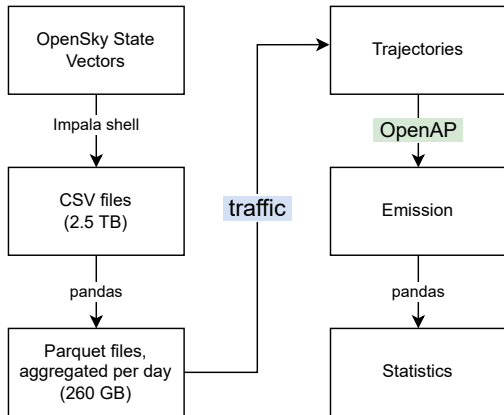 OpenSky State
Vectors
Impala shell
CSV files
(2.5 TB)
pandas
Parquet files,
aggregated per day
(260 GB)
traffic
Trajectories
OpenAP
Emission
pandas
Statistics